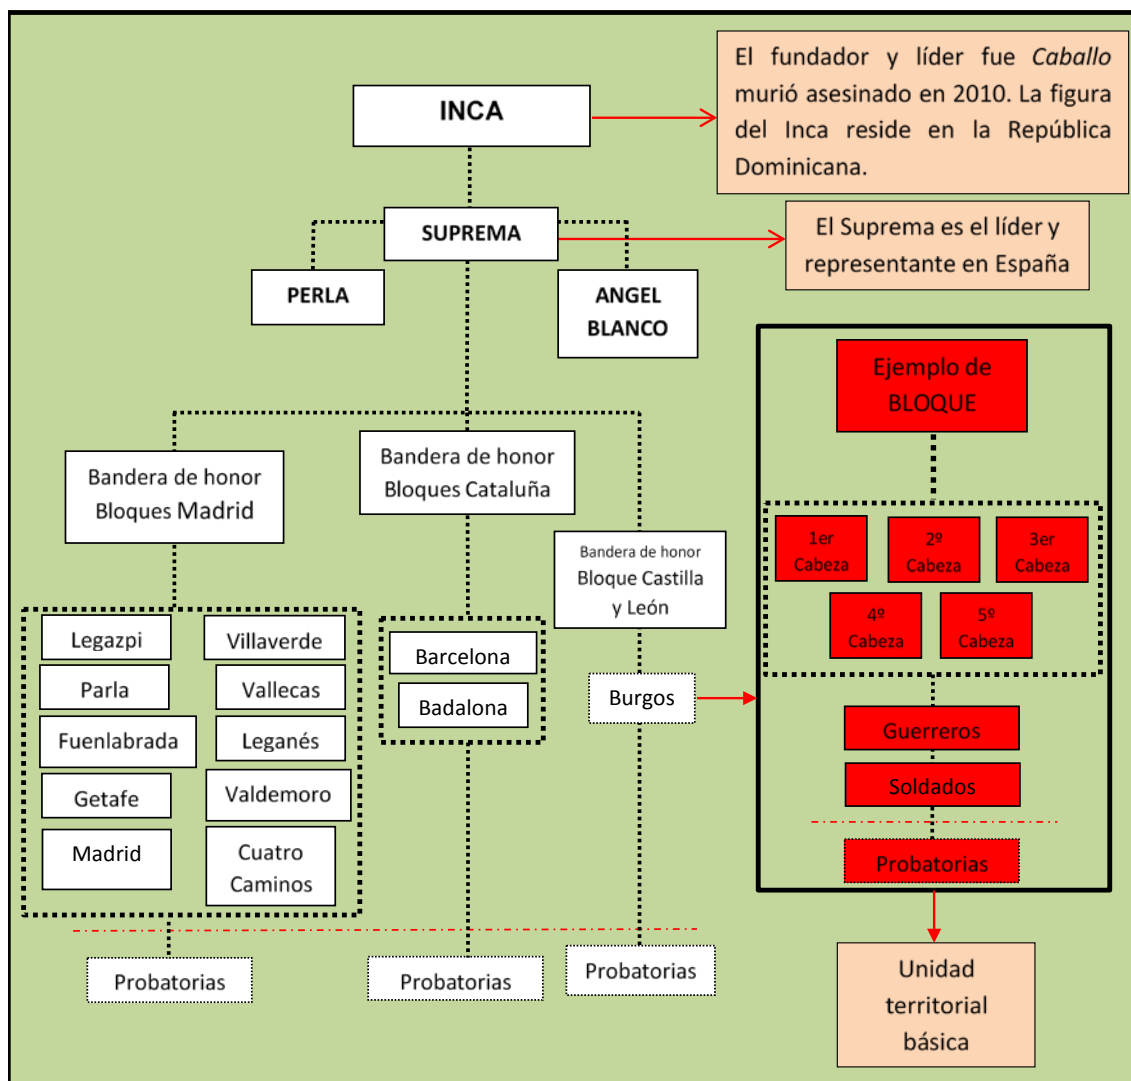 INCA
El fundador y líder fue Caballo
murió asesinado en 2010. La figura
del Inca reside en la República
Dominicana.
SUPREMA
El Suprema es el líder y
representante en España
PERLA
ANGEL
BLANCO
Bandera de honor
Bloques Madrid
Bandera de honor
Bloques Cataluña
Bandera de honor
Bloque Castilla
y León
Legazpi
Villaverde
Parla
Vallecas
Fuenlabrada
Leganés
Getafe
Valdemoro
Madrid
Cuatro
Caminos
Barcelona
Badalona
Burgos
Probatorias
Probatorias
Probatorias
Ejemplo de
BLOQUE
1er
Cabeza
2º
Cabeza
3er
Cabeza
4º
Cabeza
5º
Cabeza
Guerreros
Soldados
Probatorias
Unidad
territorial
básica